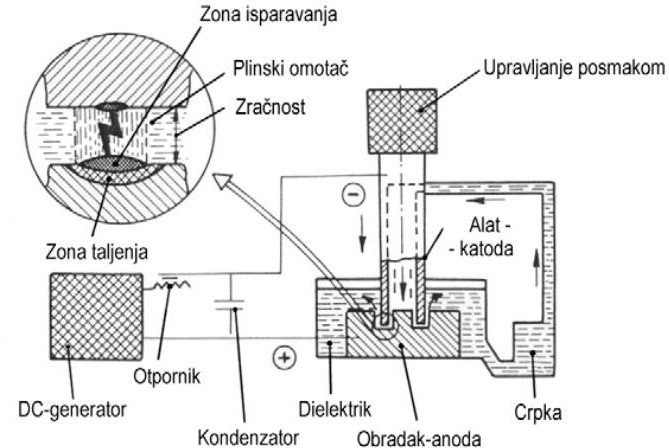 Zona isparavanja
Plinski omotač
Zračnost
Upravljanje posmakom
Zona taljenja
Alat -
- katoda
Otpornik
DC-generator
Kondenzator
Dielektrik
Obradak-anoda
Crpka